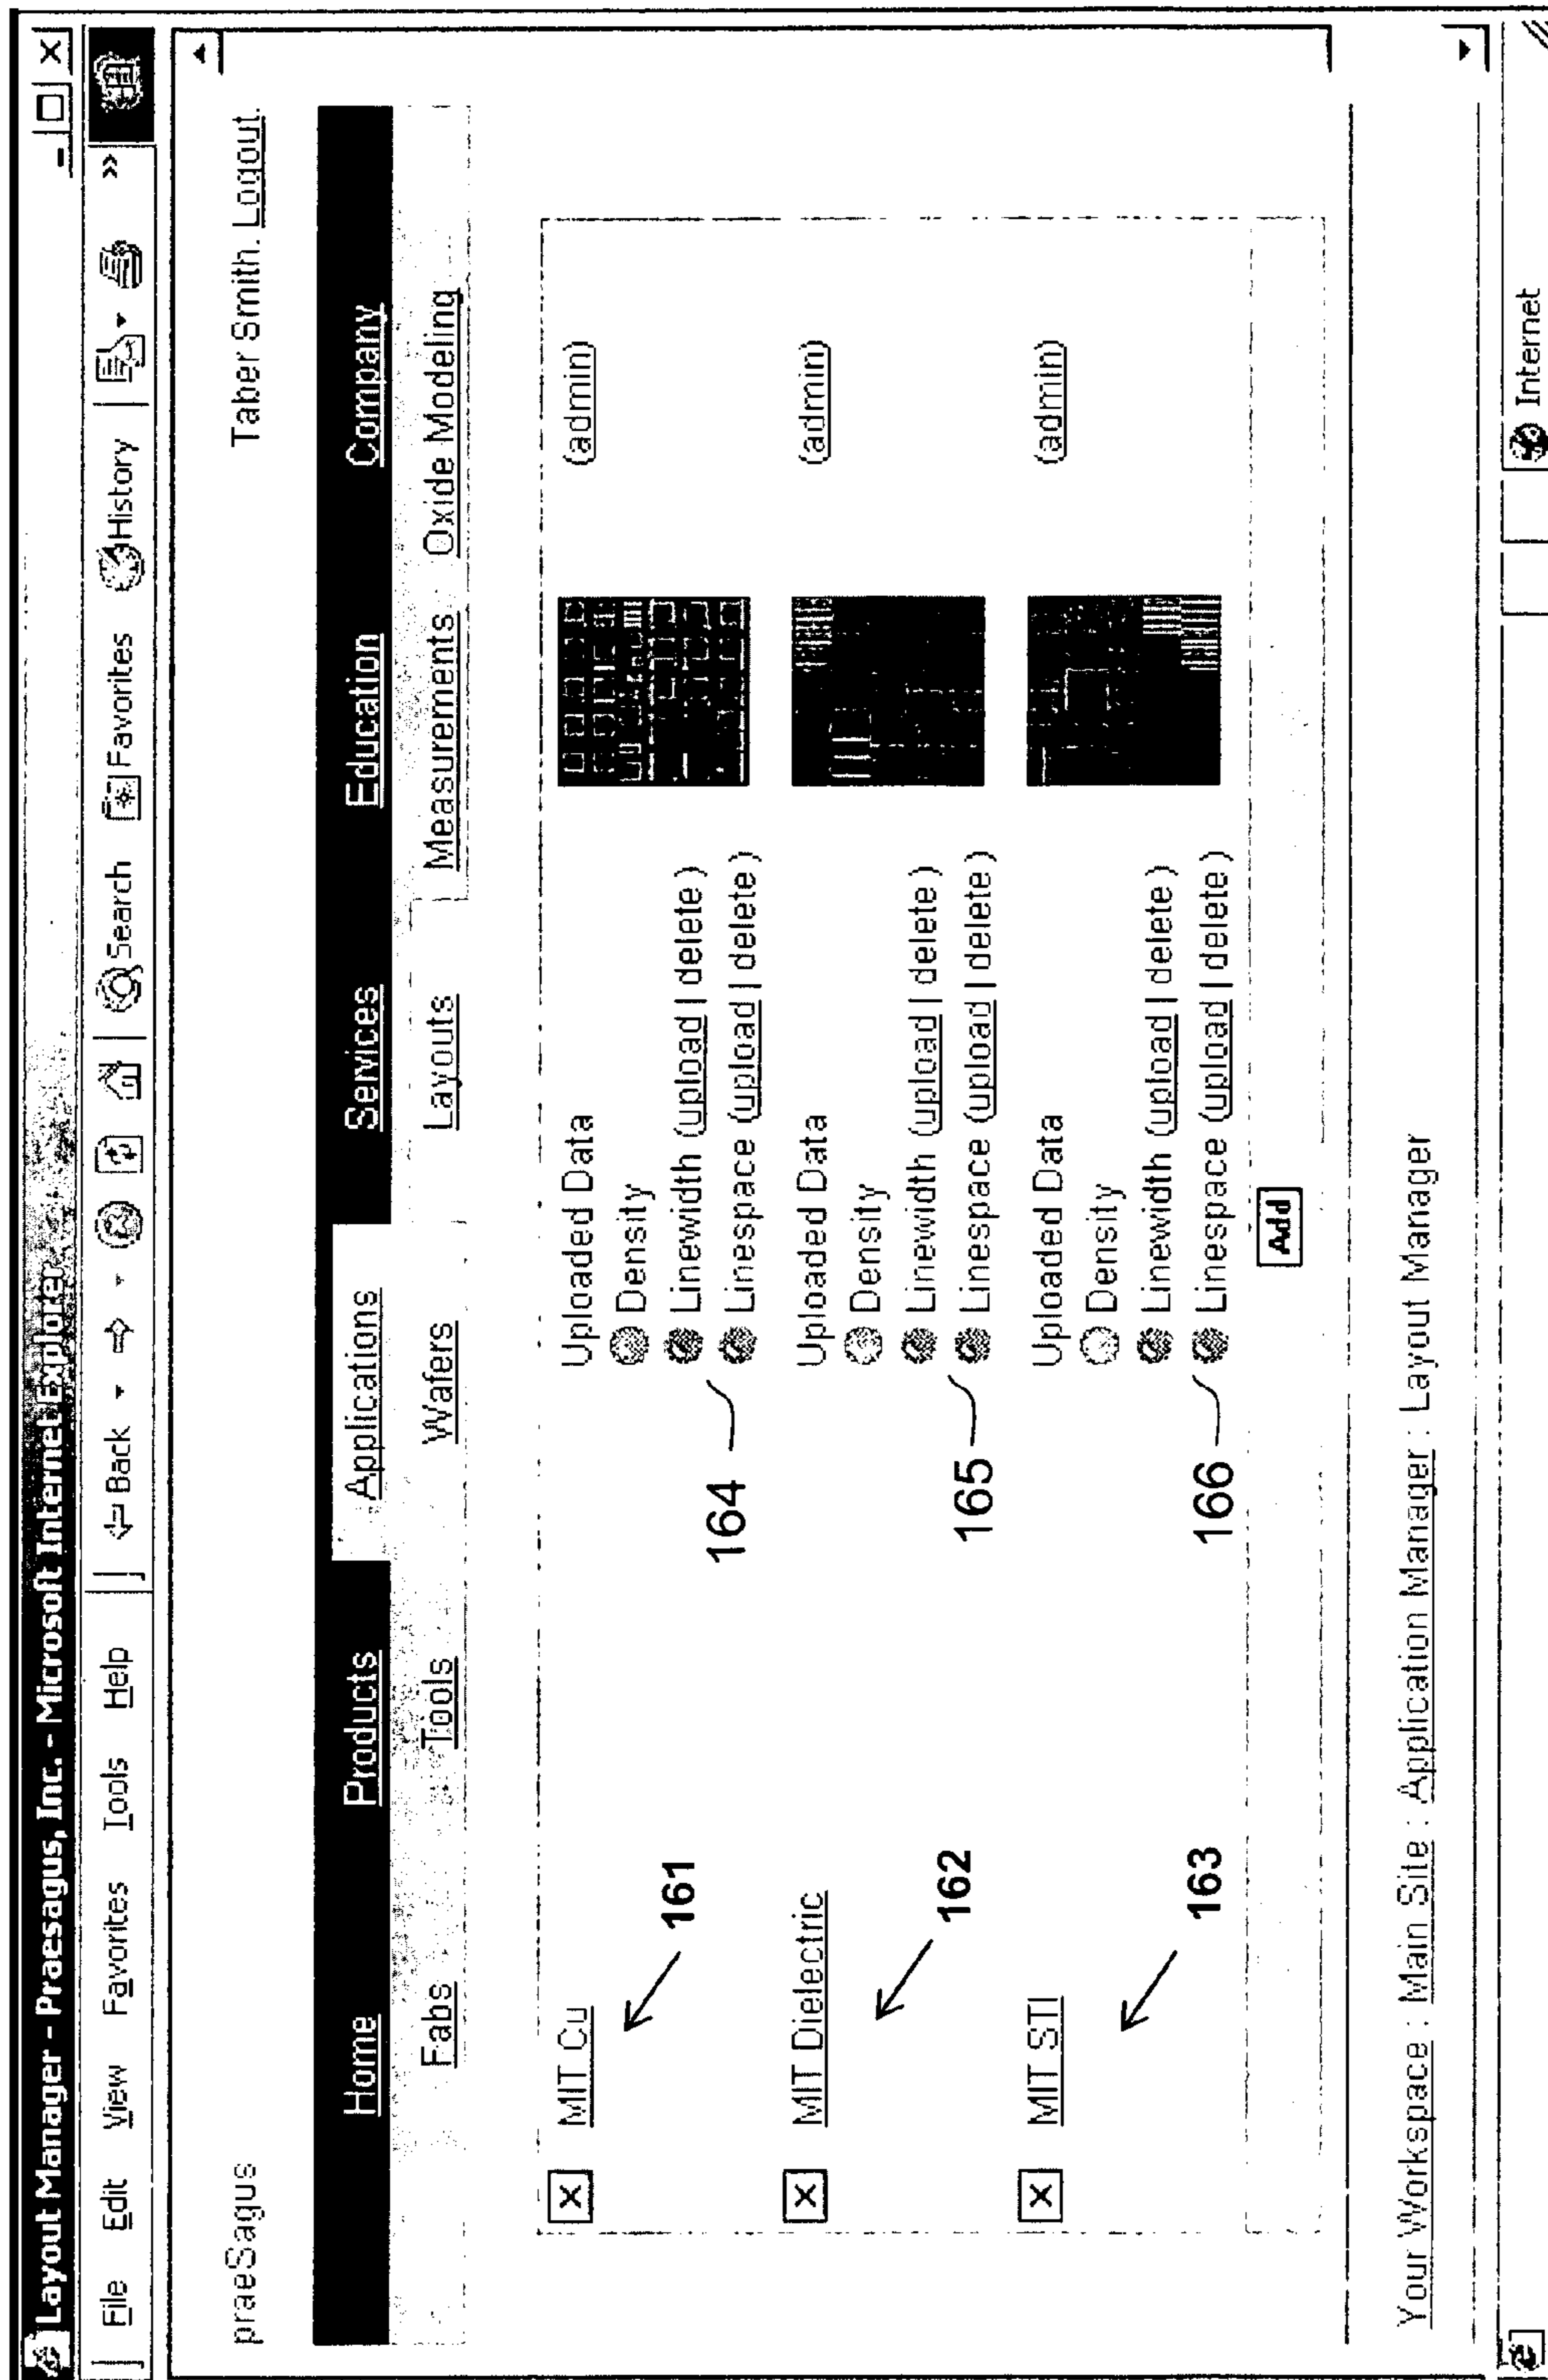 Layout Manager - Praesagus, Inc. - Microsoft Internet Explorer
File Edit View Favorites Tools Help Back Search Favorites History »
praeSagus
Taber Smith. Logout.
Home Products Applications Services Education Company
Fabs Tools Wafers Layouts Measurements Oxide Modeling
MIT Cu
161
Uploaded Data
Density
Linewidth (upload | delete)
Linespace (upload | delete)
164
(admin)
MIT Dielectric
162
Uploaded Data
Density
Linewidth (upload | delete)
Linespace (upload | delete)
165
(admin)
MIT STI
163
Uploaded Data
Density
Linewidth (upload | delete)
Linespace (upload | delete)
166
(admin)
Add
Your Workspace : Main Site : Application Manager : Layout Manager
Internet